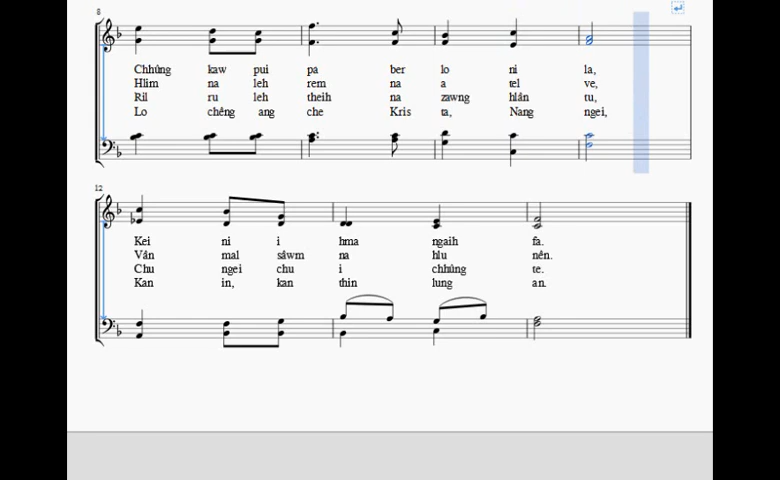 8
Chhûng kaw pui pa ber lo ni la,
Hlim na leh rem na a tel ve,
Ril ru leh theih na zawng hlân tu,
Lo chêng ang che Kris ta, Nang ngei,
12
Kei ni i hma ngaih fa.
Vân mal sâwm na hlu nên.
Chu ngei chu i chhûng te.
Kan in, kan thin lung an.